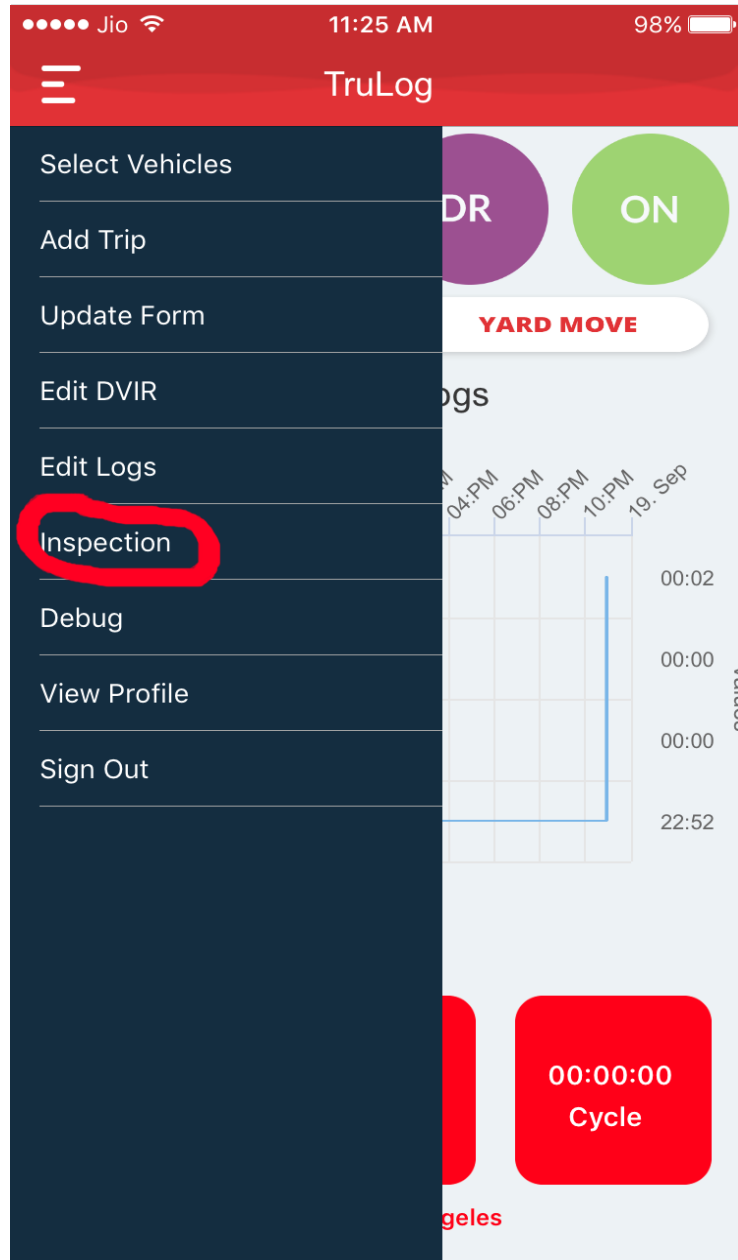 Jio 11:25 AM 98%
TruLog
Select Vehicles
Add Trip
Update Form
Edit DVIR
Edit Logs
Inspection
Debug
View Profile
Sign Out
DR
ON
YARD MOVE
ogs
04:PM 06:PM 08:PM 10:PM 19. Sep
00:02
00:00
00:00
22:52
00:00:00
Cycle
geles